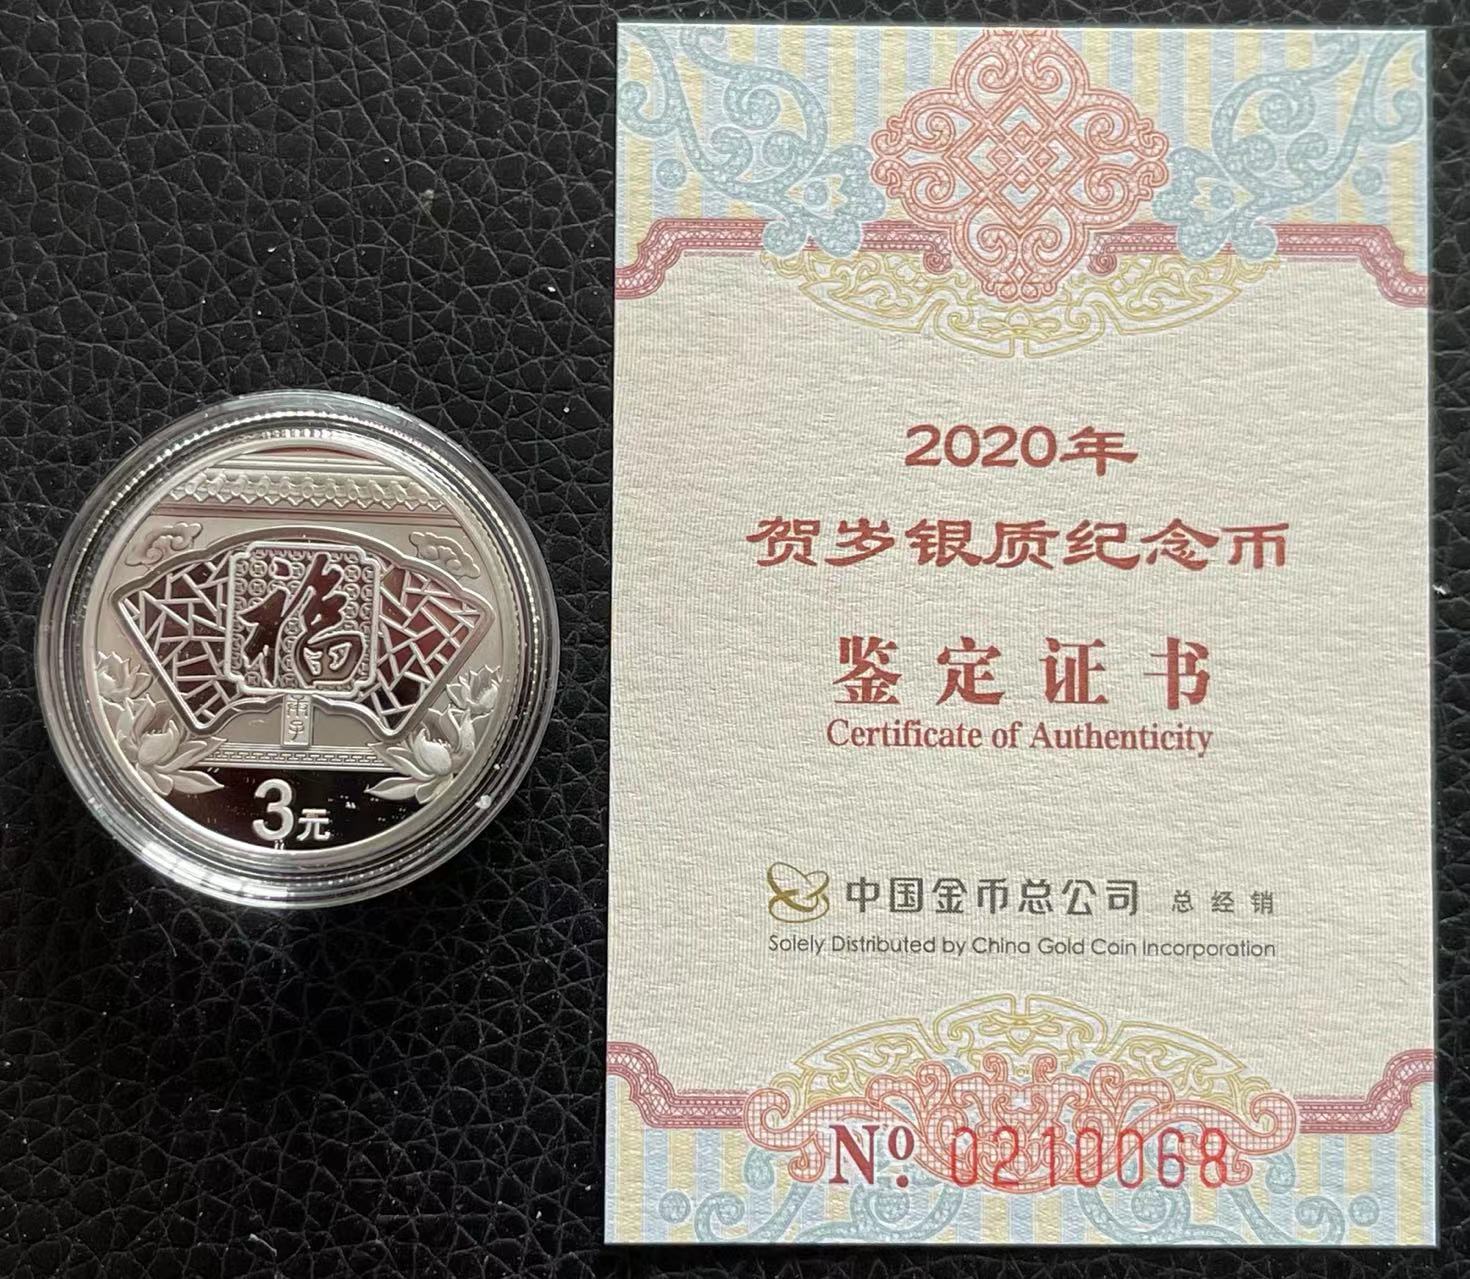 福
庚子
3元
2020年
贺岁银质纪念币
鉴定证书
Certificate of Authenticity
中国金币总公司 总经销
Solely Distributed by China Gold Coin Incorporation
Nº. 0210068